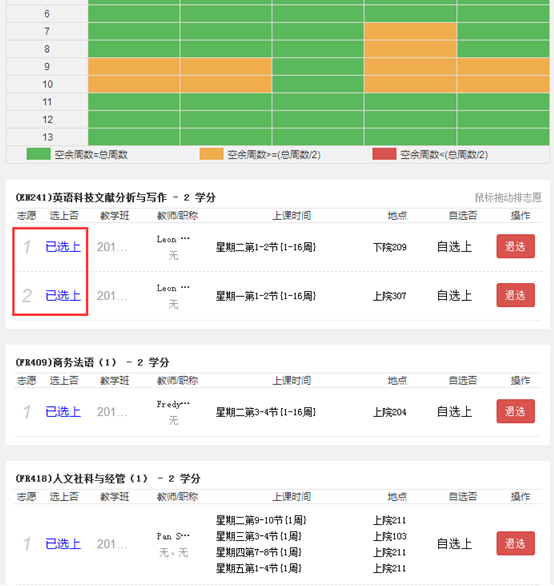 6
7
8
9
10
11
12
13
空余周数=总周数 空余周数>=(总周数/2) 空余周数<(总周数/2)
(EN241)英语科技文献分析与写作 - 2 学分 鼠标拖动排志愿
志愿 选上否 教学班 教师/职称 上课时间 地点 自选否 操作
1 已选上 201... Leon … 无 星期二第1-2节{1-16周} 下院209 自选上 退选
2 已选上 201... Leon … 无 星期一第1-2节{1-16周} 上院307 自选上 退选
(FR409)商务法语（1） - 2 学分
志愿 选上否 教学班 教师/职称 上课时间 地点 自选否 操作
1 已选上 201... Fredy… 无 星期二第3-4节{1-16周} 上院204 自选上 退选
(FR418)人文社科与经管（1） - 2 学分
志愿 选上否 教学班 教师/职称 上课时间 地点 自选否 操作
星期二第9-10节{1周} 上院211
1 已选上 201... Pan S… 无、无 星期三第3-4节{1周} 上院103 自选上 退选
星期四第7-8节{1周} 上院211
星期五第1-4节{1周} 上院211